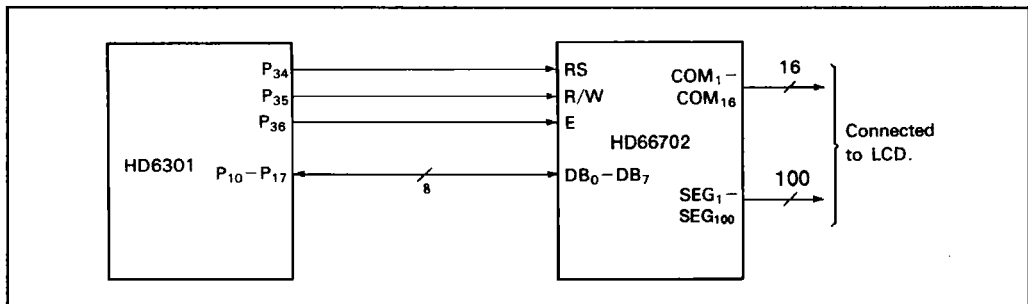 P34
P35
P36
HD6301
P10–P17
8
RS
R/W
E
HD66702
DB0–DB7
COM1–
COM16
16
SEG1–
SEG100
100
Connected
to LCD.